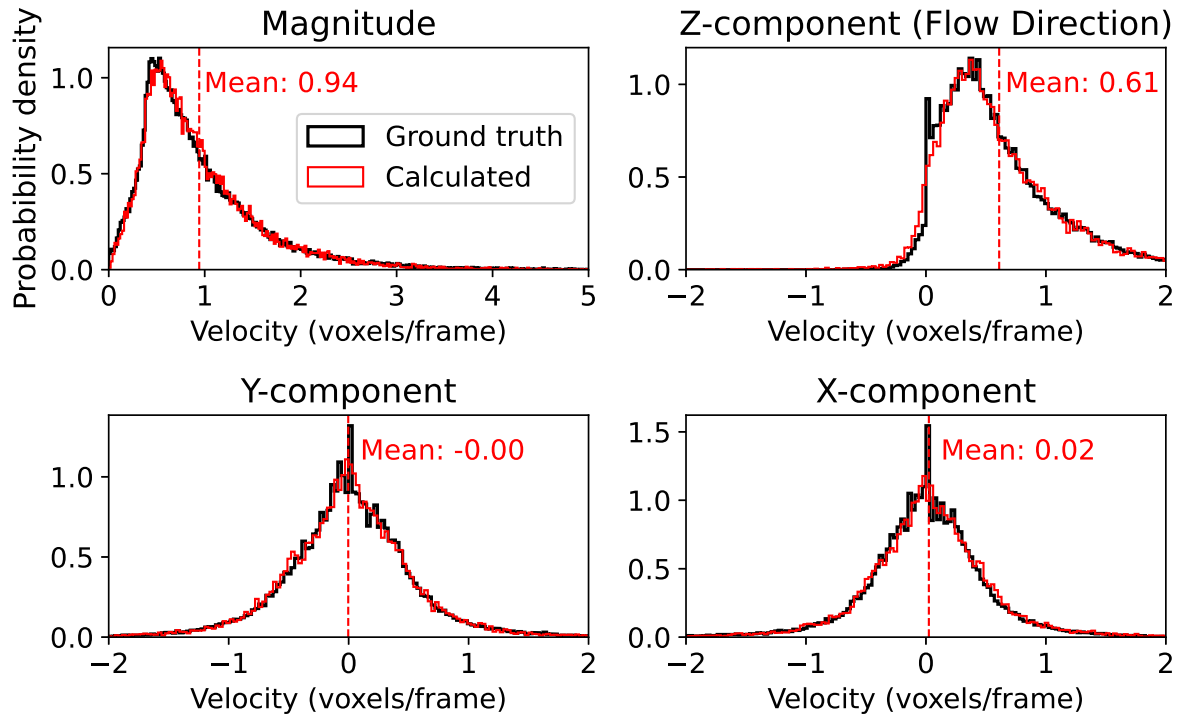 Magnitude
Probability density
1.0
0.5
0.0
Mean: 0.94
Ground truth
Calculated
0 1 2 3 4 5
Velocity (voxels/frame)
Z-component (Flow Direction)
1.0
0.5
0.0
Mean: 0.61
−2 −1 0 1 2
Velocity (voxels/frame)
Y-component
1.0
0.5
0.0
Mean: -0.00
−2 −1 0 1 2
Velocity (voxels/frame)
X-component
1.5
1.0
0.5
0.0
Mean: 0.02
−2 −1 0 1 2
Velocity (voxels/frame)